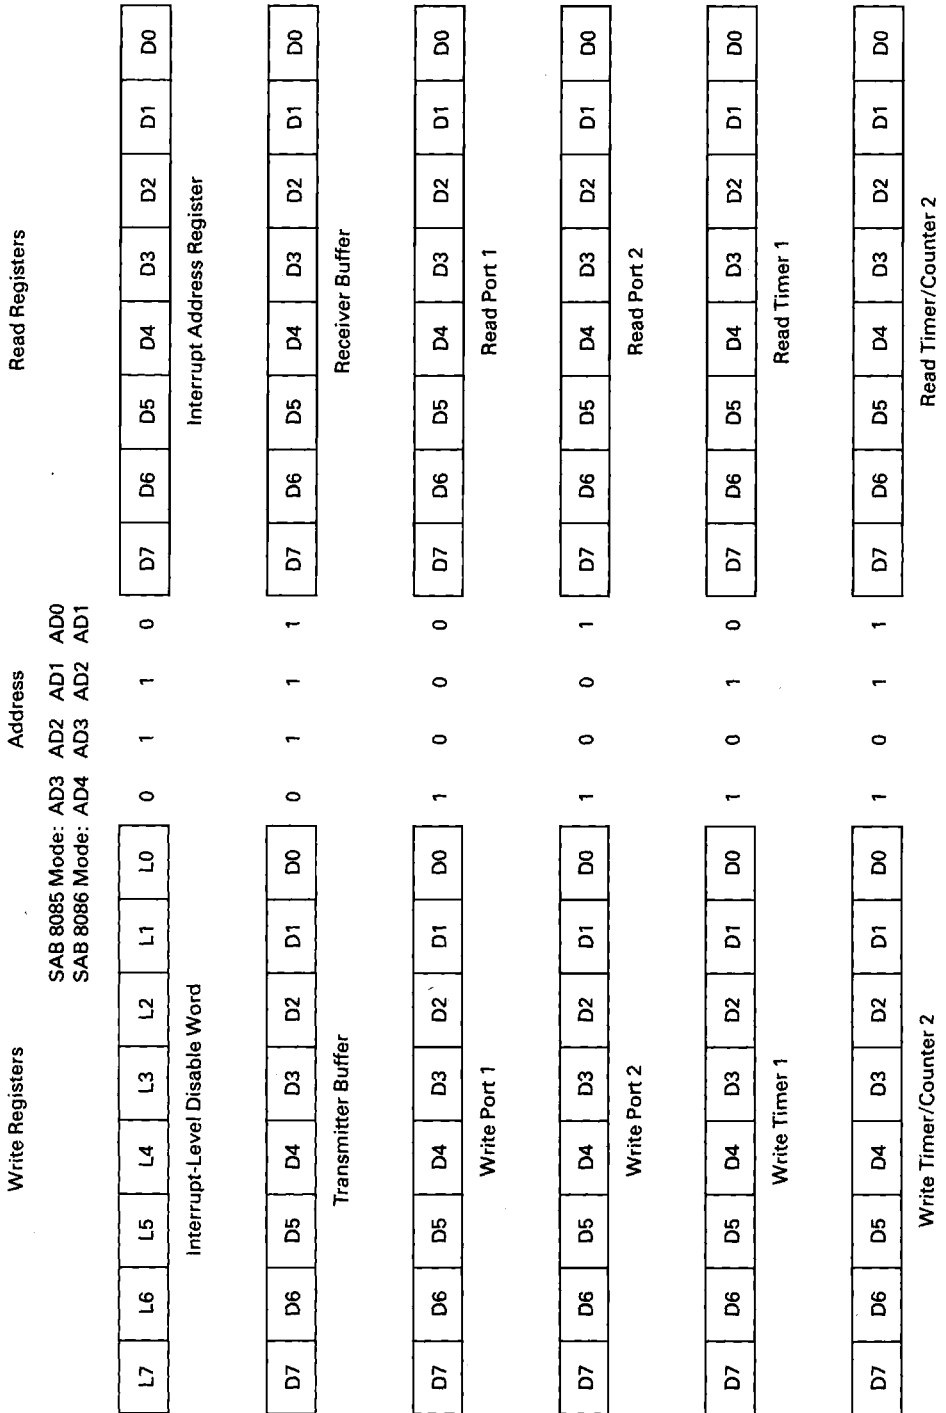 Write Registers Address Read Registers
SAB 8085 Mode: AD3 AD2 AD1 AD0
SAB 8086 Mode: AD4 AD3 AD2 AD1
L7 L6 L5 L4 L3 L2 L1 L0 0 1 1 0 D7 D6 D5 D4 D3 D2 D1 D0
Interrupt-Level Disable Word Interrupt Address Register
D7 D6 D5 D4 D3 D2 D1 D0 0 1 1 1 D7 D6 D5 D4 D3 D2 D1 D0
Transmitter Buffer Receiver Buffer
D7 D6 D5 D4 D3 D2 D1 D0 1 0 0 0 D7 D6 D5 D4 D3 D2 D1 D0
Write Port 1 Read Port 1
D7 D6 D5 D4 D3 D2 D1 D0 1 0 0 1 D7 D6 D5 D4 D3 D2 D1 D0
Write Port 2 Read Port 2
D7 D6 D5 D4 D3 D2 D1 D0 1 0 1 0 D7 D6 D5 D4 D3 D2 D1 D0
Write Timer 1 Read Timer 1
D7 D6 D5 D4 D3 D2 D1 D0 1 0 1 1 D7 D6 D5 D4 D3 D2 D1 D0
Write Timer/Counter 2 Read Timer/Counter 2